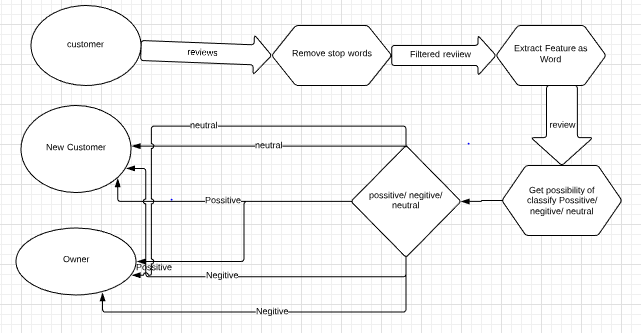 customer
reviews
Remove stop words
Filtered reviiew
Extract Feature as
Word
review
neutral
New Customer
neutral
possitive/ negitive/
neutral
Get possibility of
classify Possitive/
negitive/ neutral
Possitive
Owner
Possitive
Negitive
Negitive